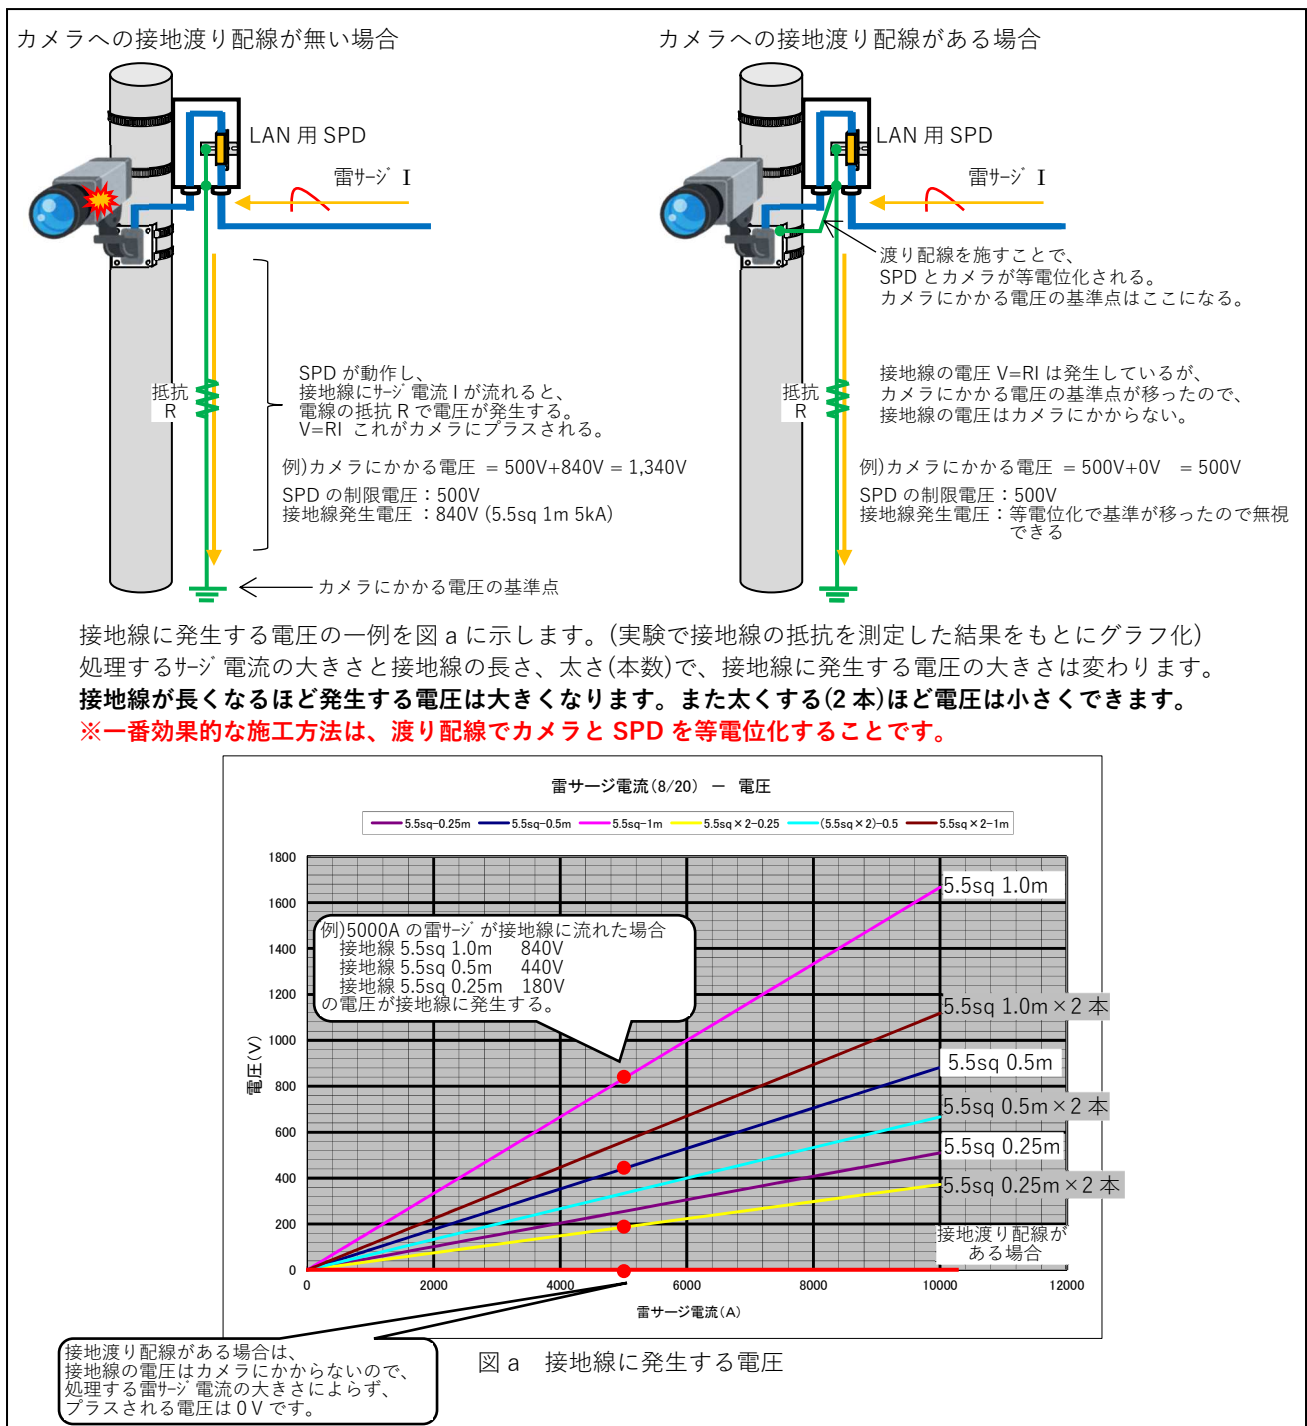 カメラへの接地渡り配線が無い場合
LAN 用 SPD
雷ｻｰｼﾞ I
抵抗
R
SPD が動作し、
接地線にｻｰｼﾞ電流 I が流れると、
電線の抵抗 R で電圧が発生する。
V=RI これがカメラにプラスされる。
例)カメラにかかる電圧 = 500V+840V = 1,340V
SPD の制限電圧：500V
接地線発生電圧 ：840V (5.5sq 1m 5kA)
カメラにかかる電圧の基準点
カメラへの接地渡り配線がある場合
LAN 用 SPD
雷ｻｰｼﾞ I
渡り配線を施すことで、
SPD とカメラが等電位化される。
カメラにかかる電圧の基準点はここになる。
抵抗
R
接地線の電圧 V=RI は発生しているが、
カメラにかかる電圧の基準点が移ったので、
接地線の電圧はカメラにかからない。
例)カメラにかかる電圧 = 500V+0V = 500V
SPD の制限電圧：500V
接地線発生電圧：等電位化で基準が移ったので無視
できる
接地線に発生する電圧の一例を図 a に示します。(実験で接地線の抵抗を測定した結果をもとにグラフ化)
処理するｻｰｼﾞ電流の大きさと接地線の長さ、太さ(本数)で、接地線に発生する電圧の大きさは変わります。
接地線が長くなるほど発生する電圧は大きくなります。また太くする(2 本)ほど電圧は小さくできます。
※一番効果的な施工方法は、渡り配線でカメラと SPD を等電位化することです。
雷サージ電流(8/20) － 電圧
5.5sq-0.25m 5.5sq-0.5m 5.5sq-1m 5.5sq×2-0.25 (5.5sq×2)-0.5 5.5sq×2-1m
1800
1600
1400
1200
1000
800
600
400
200
0
電圧(V)
例)5000A の雷ｻｰｼﾞが接地線に流れた場合
接地線 5.5sq 1.0m 840V
接地線 5.5sq 0.5m 440V
接地線 5.5sq 0.25m 180V
の電圧が接地線に発生する。
5.5sq 1.0m
5.5sq 1.0m×2 本
5.5sq 0.5m
5.5sq 0.5m×2 本
5.5sq 0.25m
5.5sq 0.25m×2 本
接地渡り配線が
ある場合
0 2000 4000 6000 8000 10000 12000
雷サージ電流(A)
接地渡り配線がある場合は、
接地線の電圧はカメラにかからないので、
処理する雷ｻｰｼﾞ電流の大きさによらず、
プラスされる電圧は0Vです。
図 a 接地線に発生する電圧